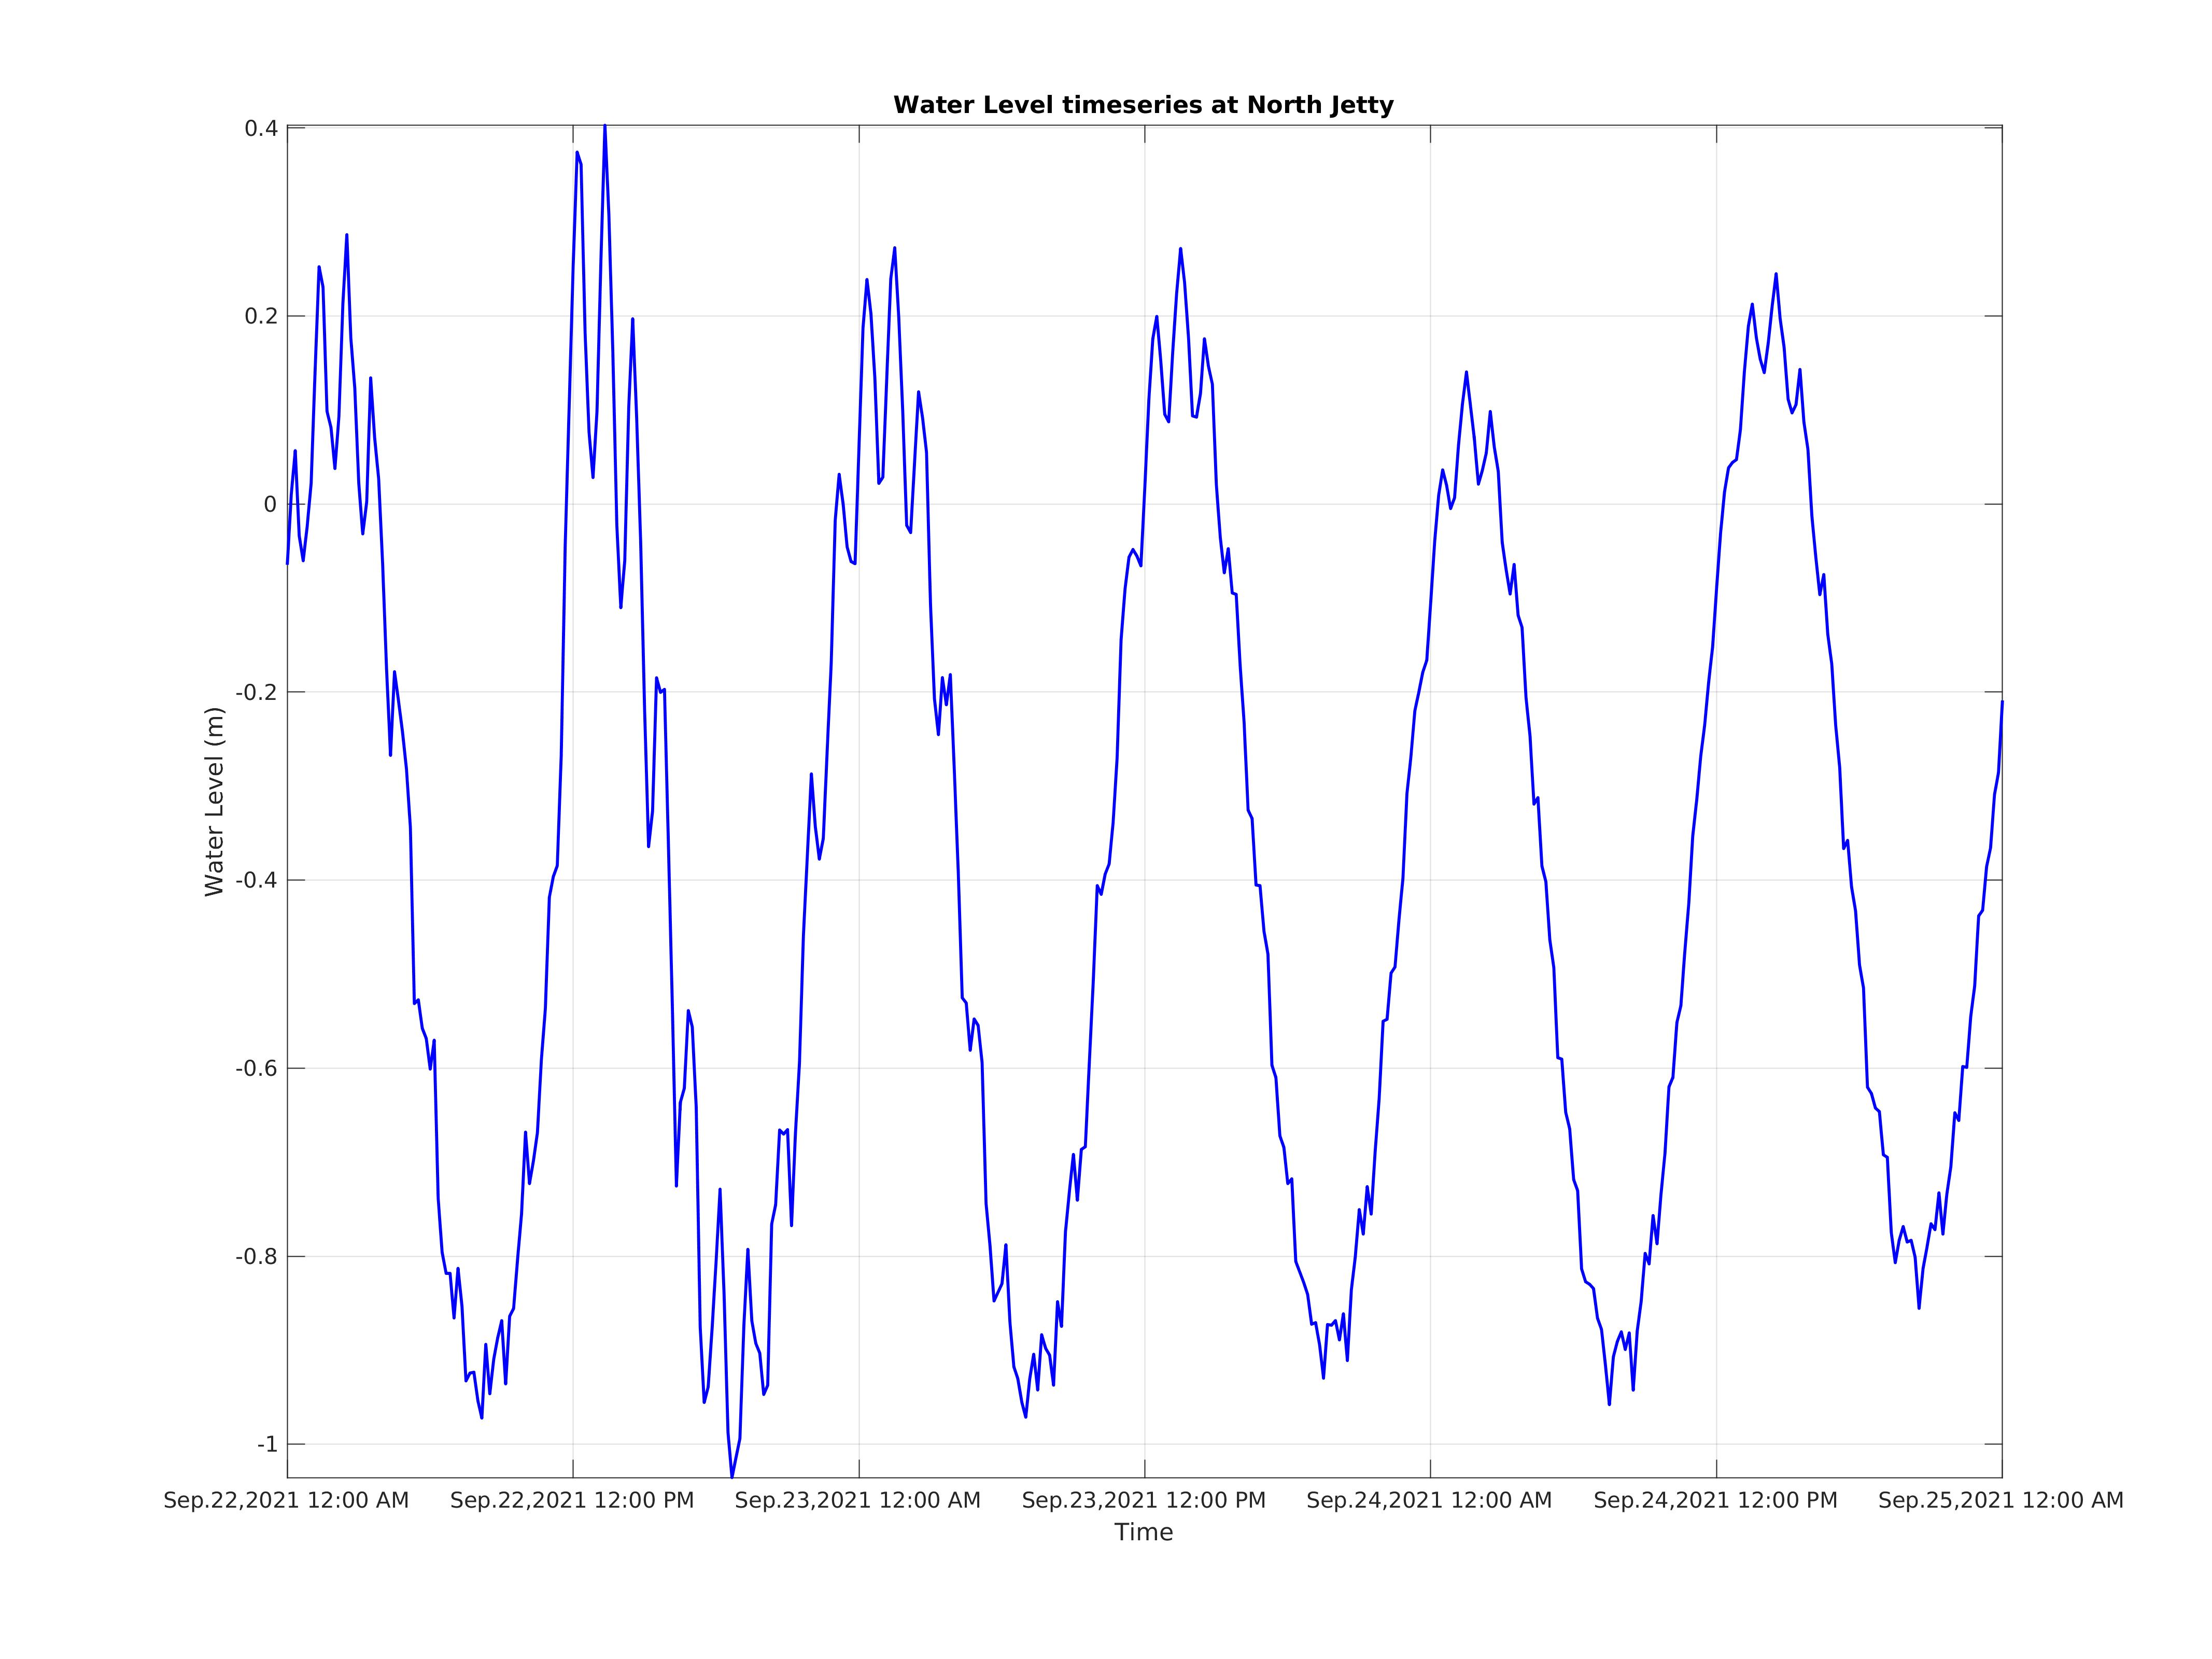 Water Level timeseries at North Jetty
0.4
0.2
0
-0.2
-0.4
-0.6
-0.8
-1
Water Level (m)
Sep.22,2021 12:00 AM
Sep.22,2021 12:00 PM
Sep.23,2021 12:00 AM
Sep.23,2021 12:00 PM
Sep.24,2021 12:00 AM
Sep.24,2021 12:00 PM
Sep.25,2021 12:00 AM
Time